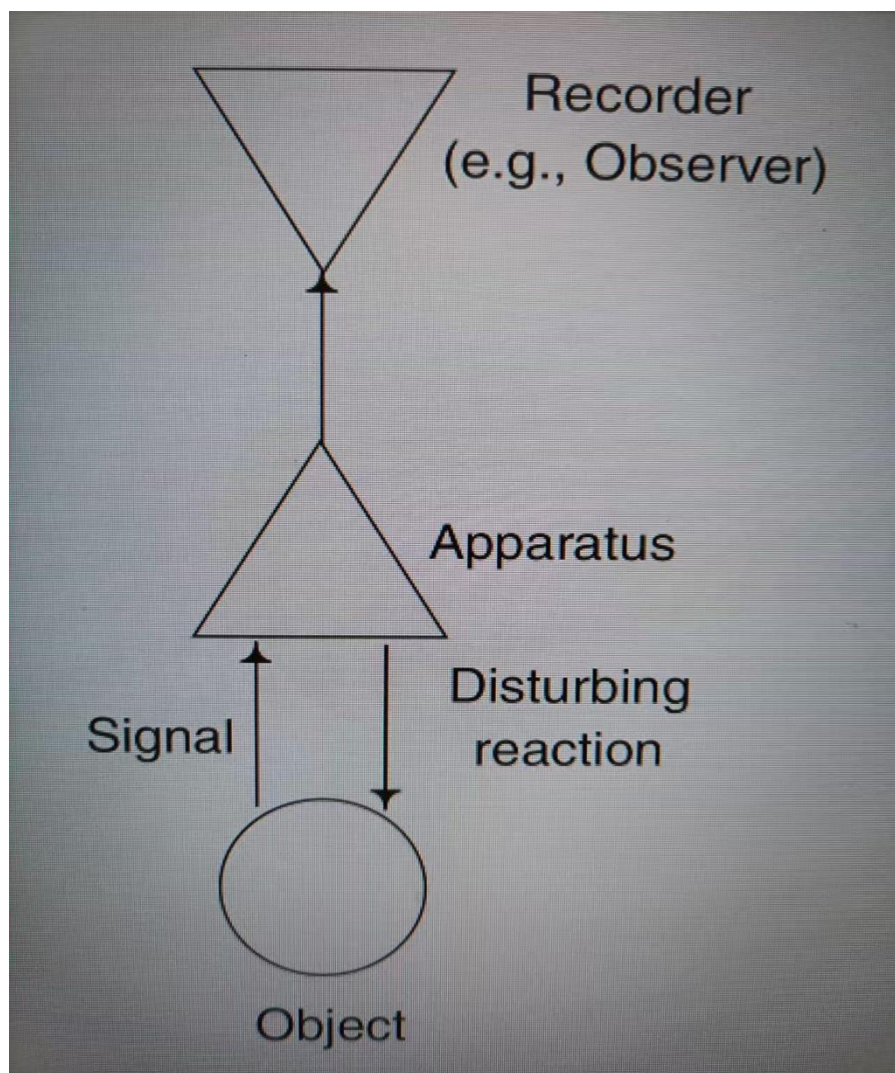 Recorder
(e.g., Observer)
Apparatus
Disturbing
reaction
Signal
Object